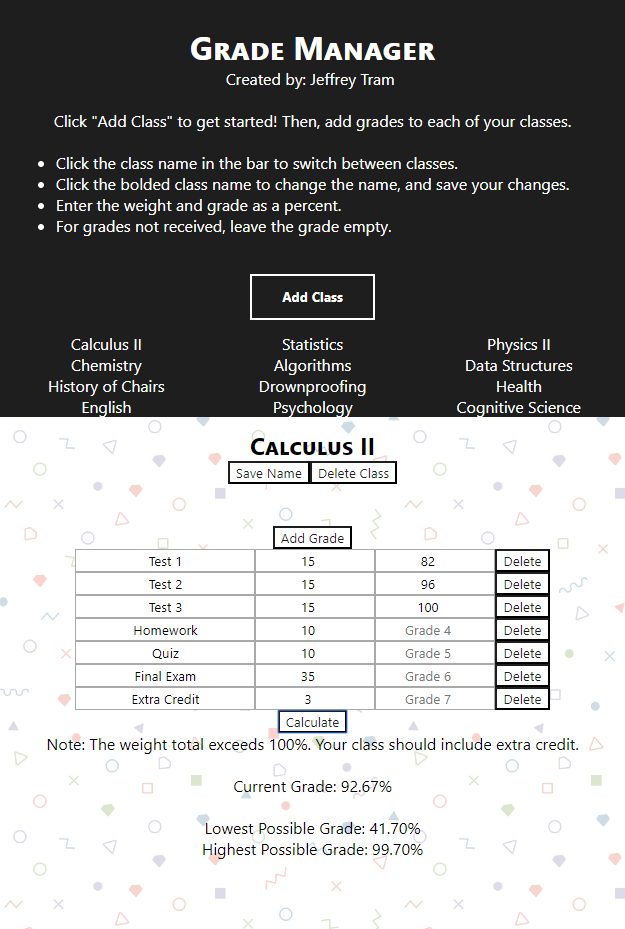 Grade Manager
Created by: Jeffrey Tram
Click "Add Class" to get started! Then, add grades to each of your classes.
• Click the class name in the bar to switch between classes.
• Click the bolded class name to change the name, and save your changes.
• Enter the weight and grade as a percent.
• For grades not received, leave the grade empty.
Add Class
Calculus II Statistics Physics II
Chemistry Algorithms Data Structures
History of Chairs Drownproofing Health
English Psychology Cognitive Science
Calculus II
Save Name Delete Class
Add Grade
Test 1 15 82 Delete
Test 2 15 96 Delete
Test 3 15 100 Delete
Homework 10 Grade 4 Delete
Quiz 10 Grade 5 Delete
Final Exam 35 Grade 6 Delete
Extra Credit 3 Grade 7 Delete
Calculate
Note: The weight total exceeds 100%. Your class should include extra credit.
Current Grade: 92.67%
Lowest Possible Grade: 41.70%
Highest Possible Grade: 99.70%